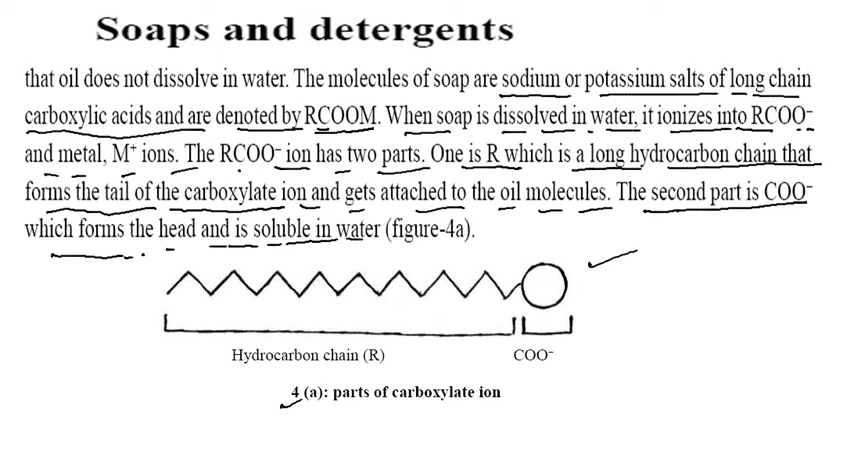 Soaps and detergents
that oil does not dissolve in water. The molecules of soap are sodium or potassium salts of long chain
carboxylic acids and are denoted by RCOOM. When soap is dissolved in water, it ionizes into RCOO⁻
and metal, M⁺ ions. The RCOO⁻ ion has two parts. One is R which is a long hydrocarbon chain that
forms the tail of the carboxylate ion and gets attached to the oil molecules. The second part is COO⁻
which forms the head and is soluble in water (figure-4a).
Hydrocarbon chain (R) COO⁻
4 (a): parts of carboxylate ion